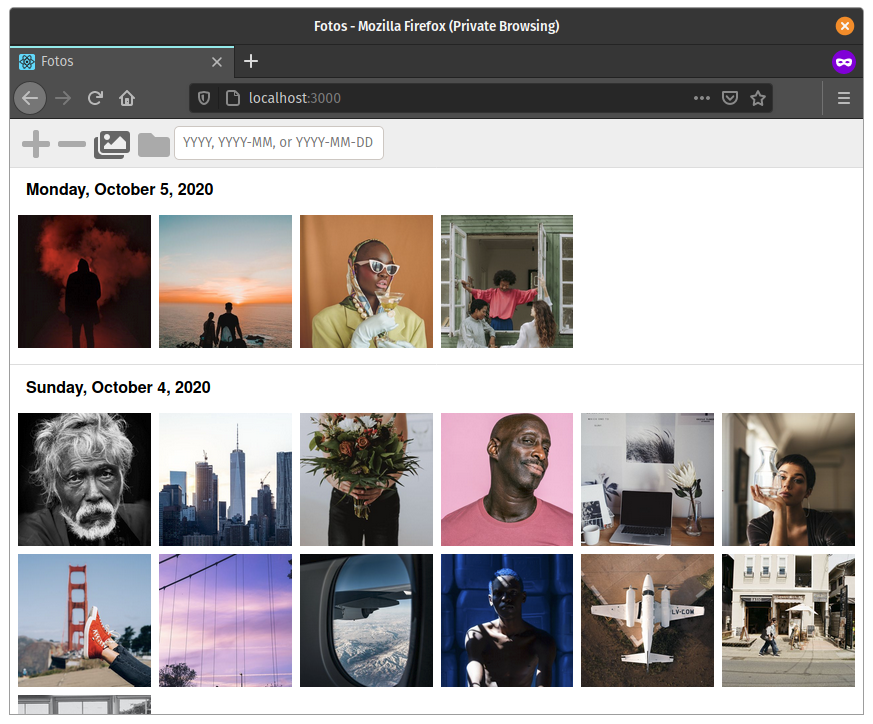 Fotos - Mozilla Firefox (Private Browsing)
Fotos
localhost:3000
YYYY, YYYY-MM, or YYYY-MM-DD
Monday, October 5, 2020
Sunday, October 4, 2020
LV-COW